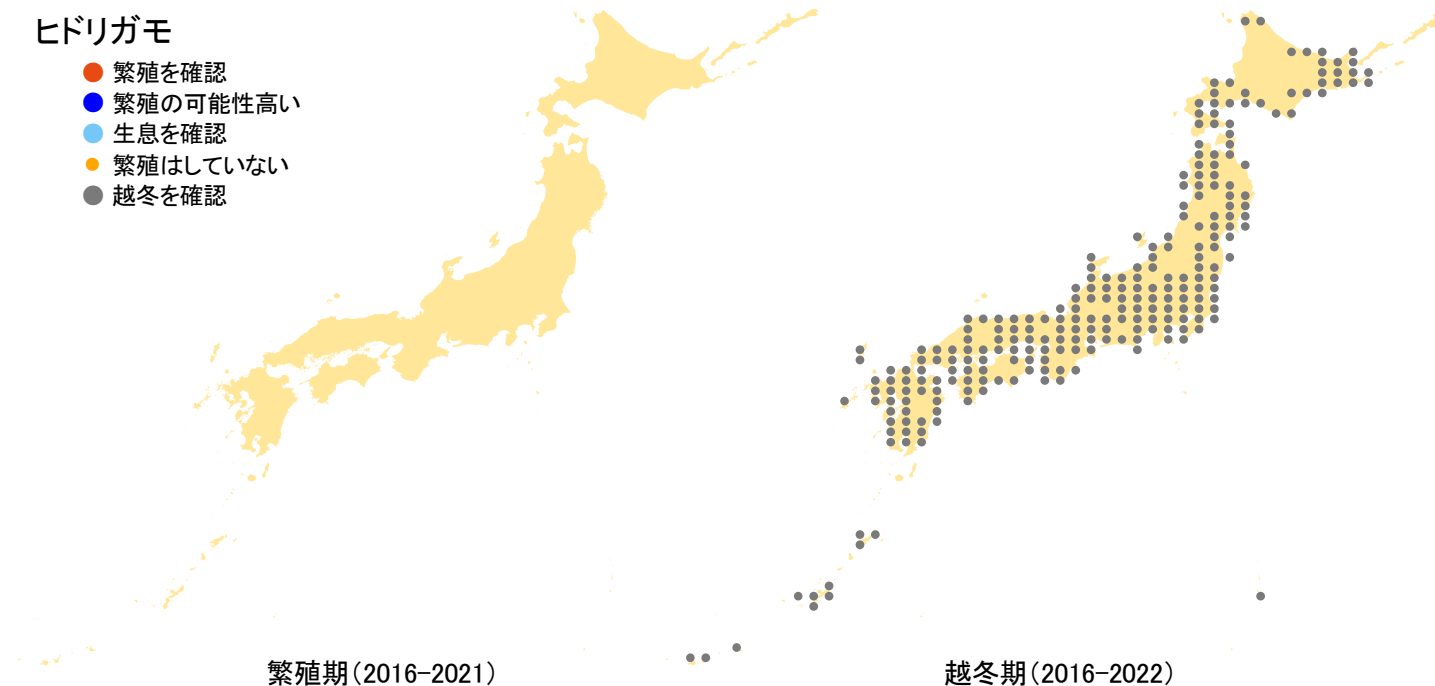 ヒドリガモ
繁殖を確認
繁殖の可能性高い
生息を確認
繁殖はしていない
越冬を確認
繁殖期(2016-2021)
越冬期(2016-2022)